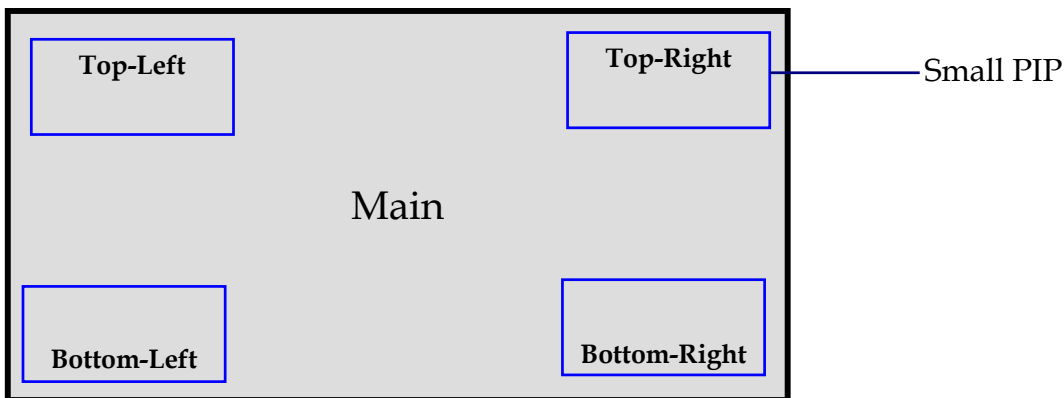 Top-Left
Top-Right
Small PIP
Main
Bottom-Left
Bottom-Right